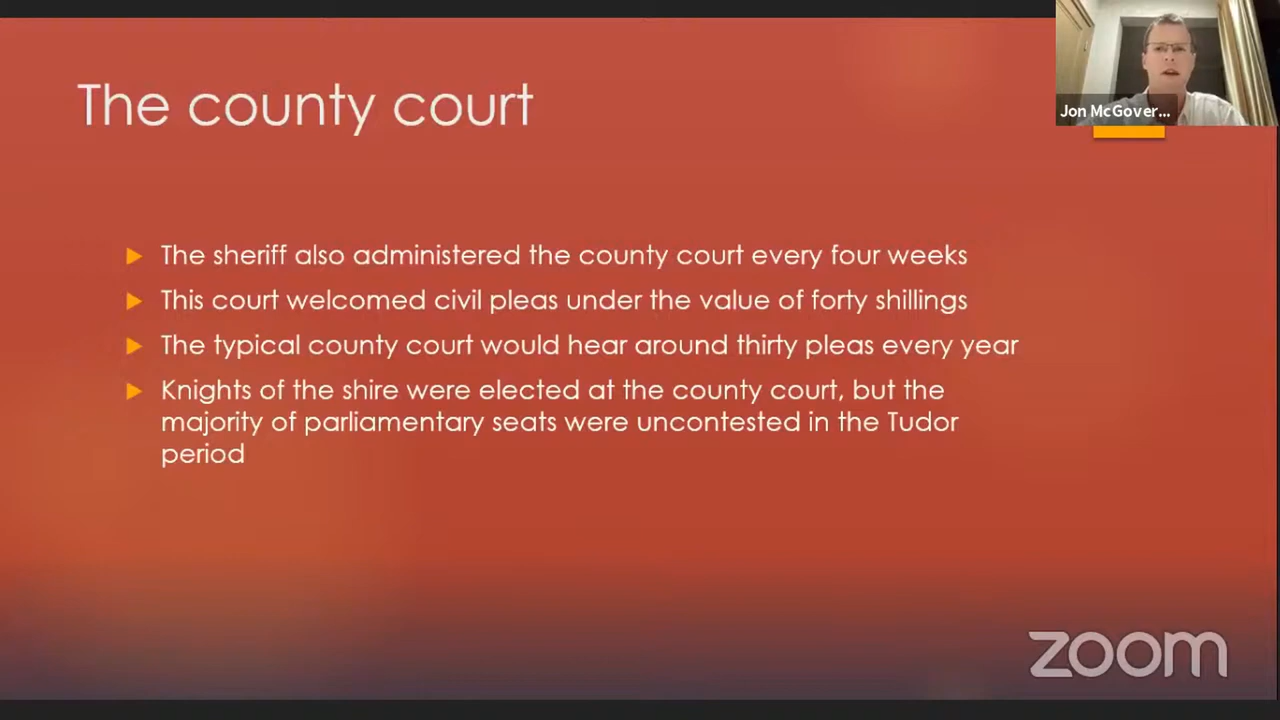 The county court
Jon McGover...
The sheriff also administered the county court every four weeks
This court welcomed civil pleas under the value of forty shillings
The typical county court would hear around thirty pleas every year
Knights of the shire were elected at the county court, but the
majority of parliamentary seats were uncontested in the Tudor
period
zoom